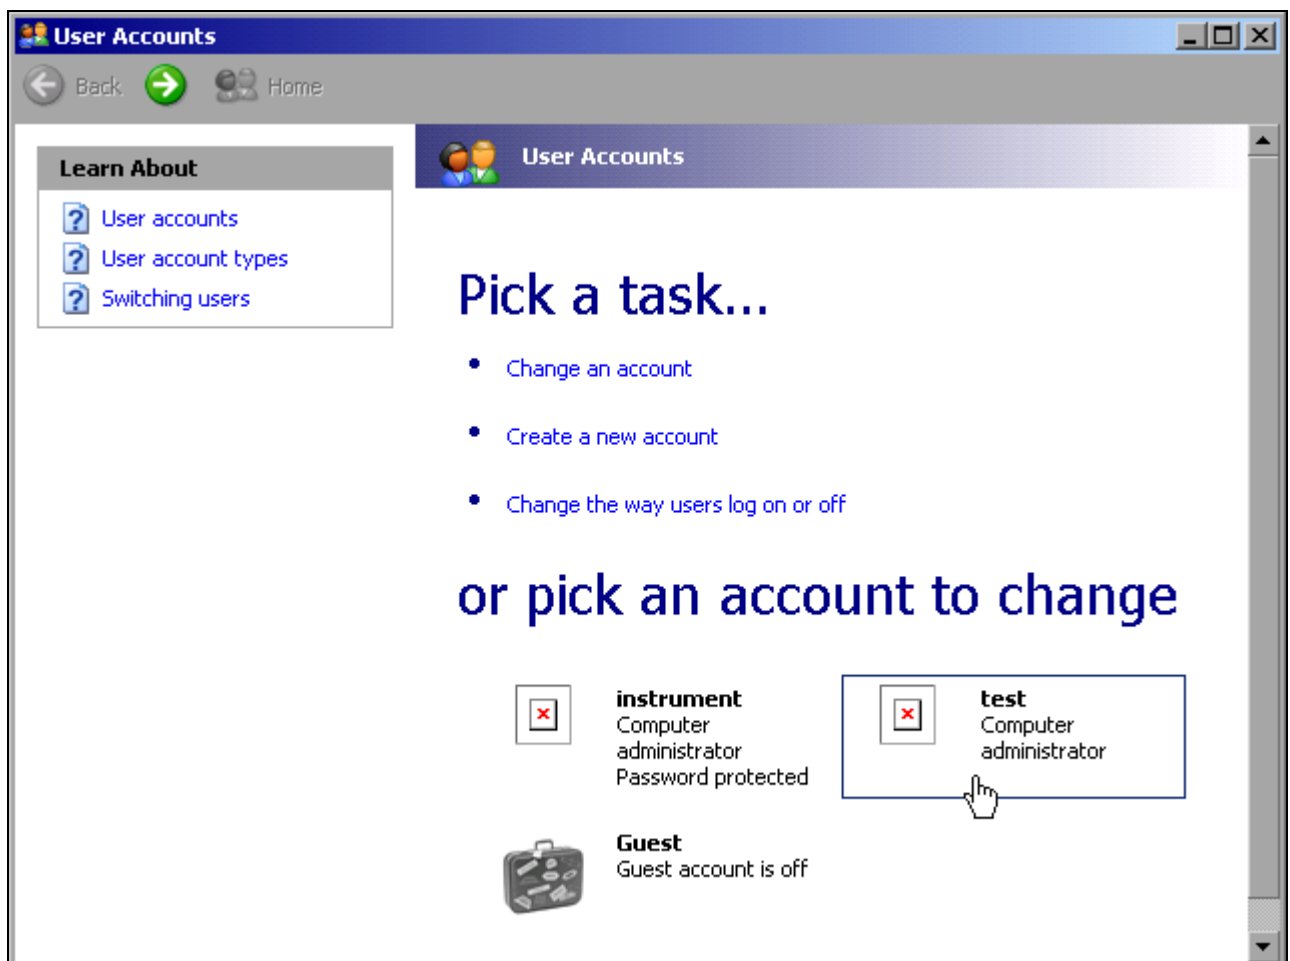 User Accounts
Back
Home
Learn About
User accounts
User account types
Switching users
User Accounts
Pick a task...
Change an account
Create a new account
Change the way users log on or off
or pick an account to change
instrument
Computer
administrator
Password protected
test
Computer
administrator
Guest
Guest account is off